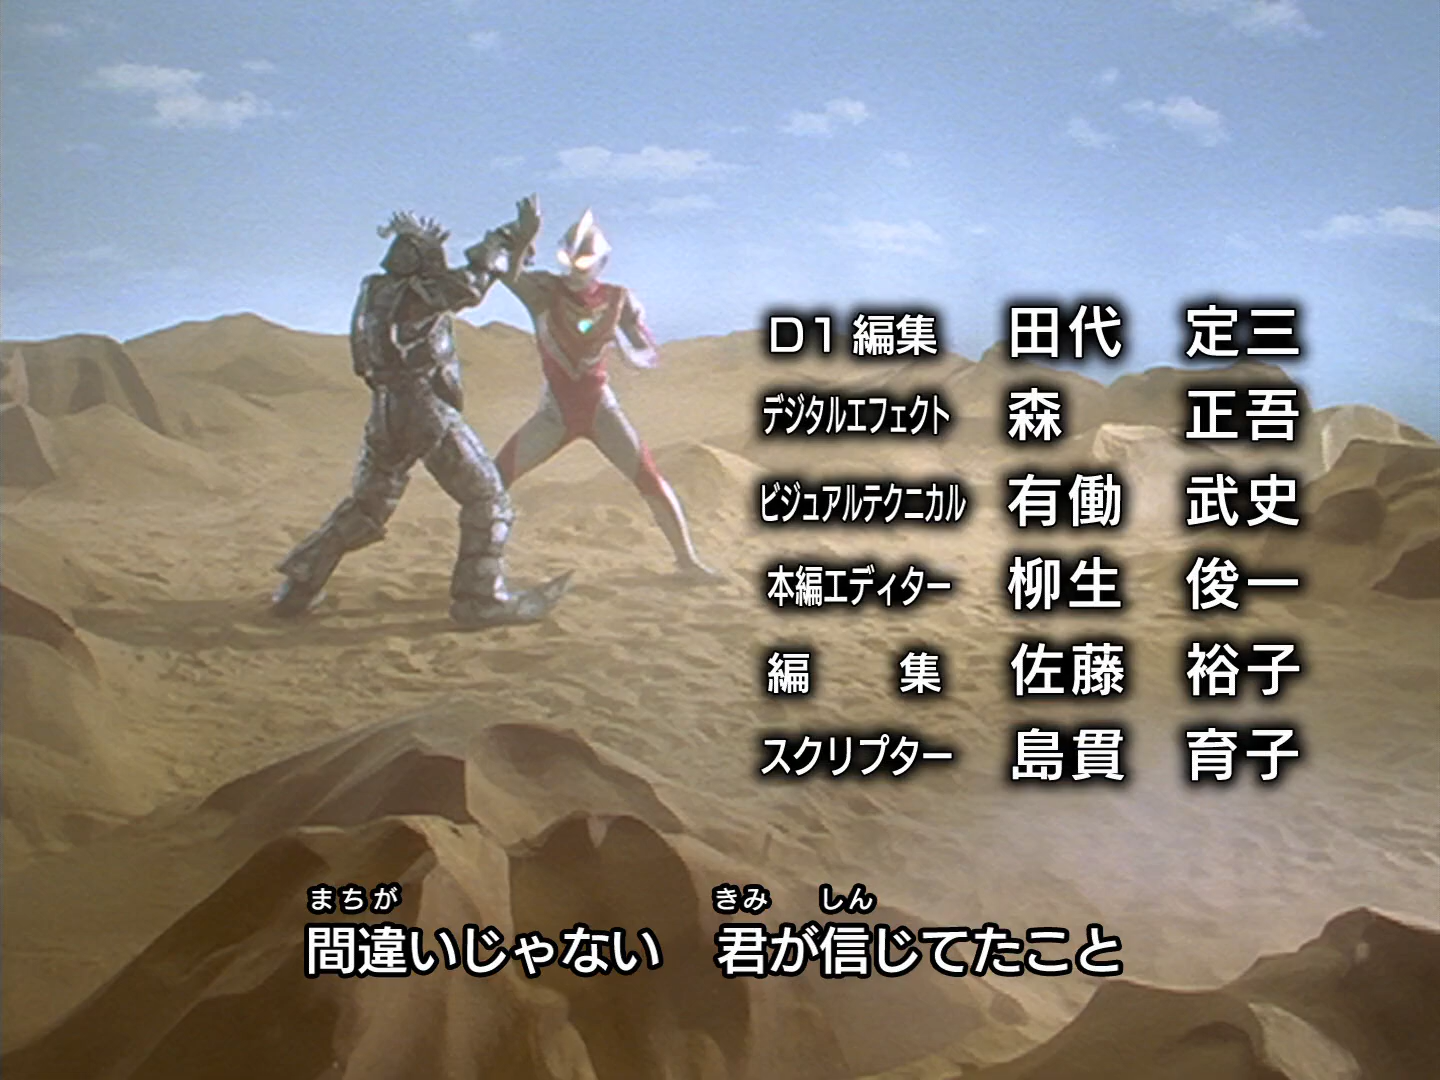 D1 編集 田代 定三
デジタルエフェクト 森 正吾
ビジュアルテクニカル 有働 武史
本編エディター 柳生 俊一
編 集 佐藤 裕子
スクリプター 島貫 育子
まちが きみ しん
間違いじゃない 君が信じてたこと